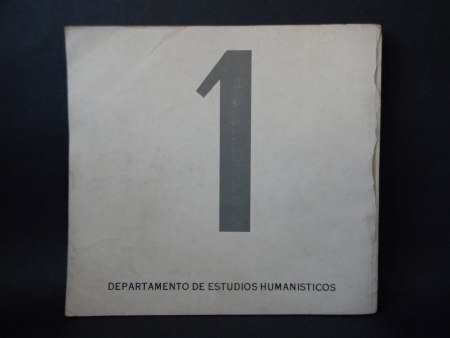 1
DEPARTAMENTO DE ESTUDIOS HUMANISTICOS